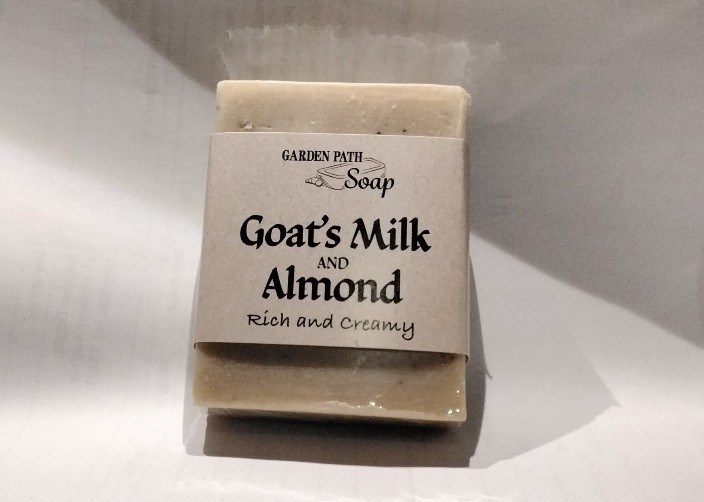 GARDEN PATH
Soap
Goat's Milk
AND
Almond
Rich and Creamy